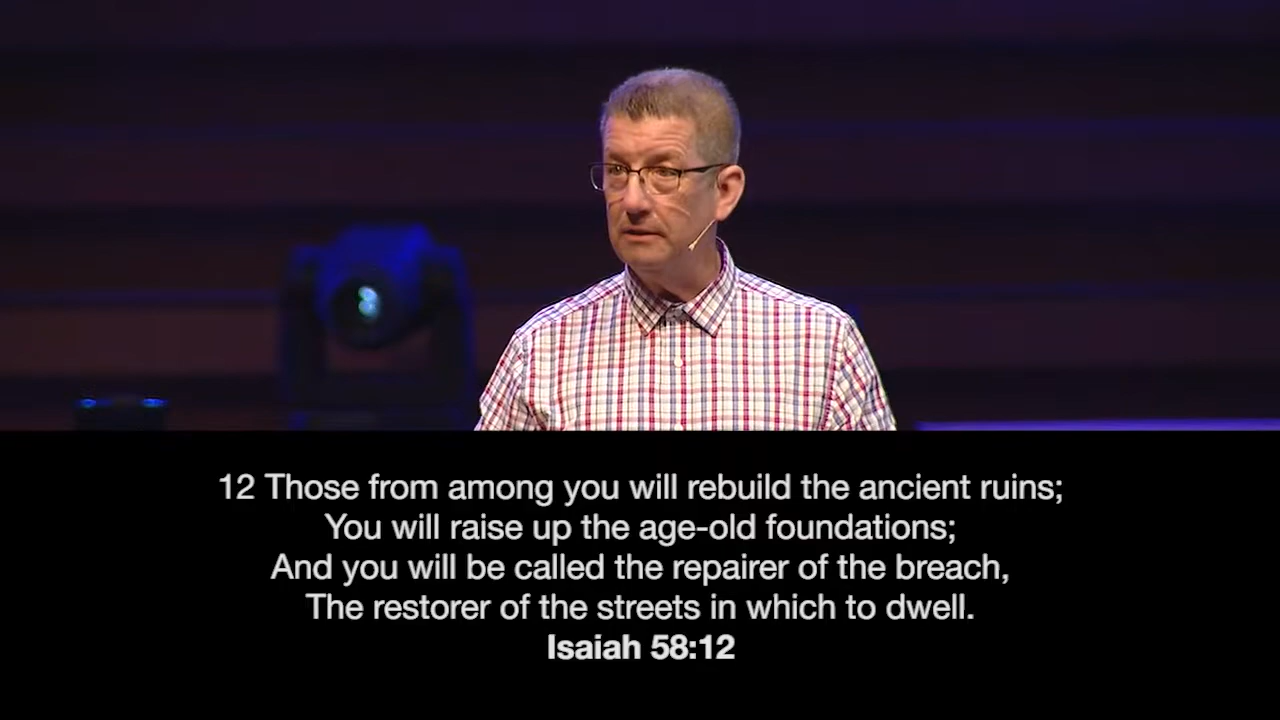 12 Those from among you will rebuild the ancient ruins;
You will raise up the age-old foundations;
And you will be called the repairer of the breach,
The restorer of the streets in which to dwell.
Isaiah 58:12